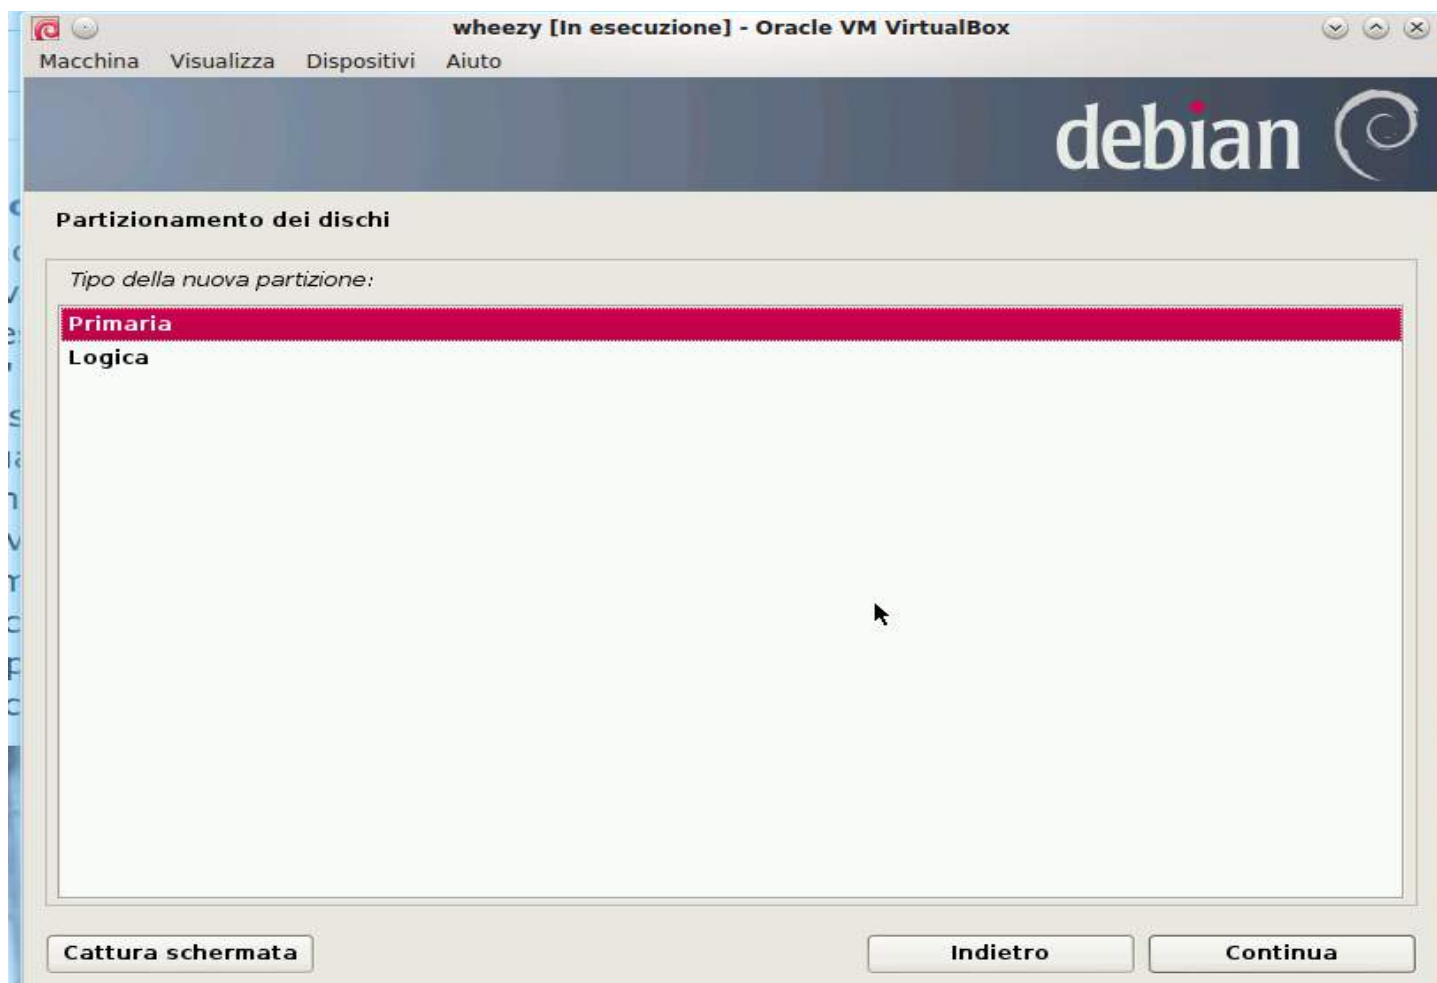 wheezy [In esecuzione] - Oracle VM VirtualBox
Macchina Visualizza Dispositivi Aiuto
debian
Partizionamento dei dischi
Tipo della nuova partizione:
Primaria
Logica
Cattura schermata Indietro Continua